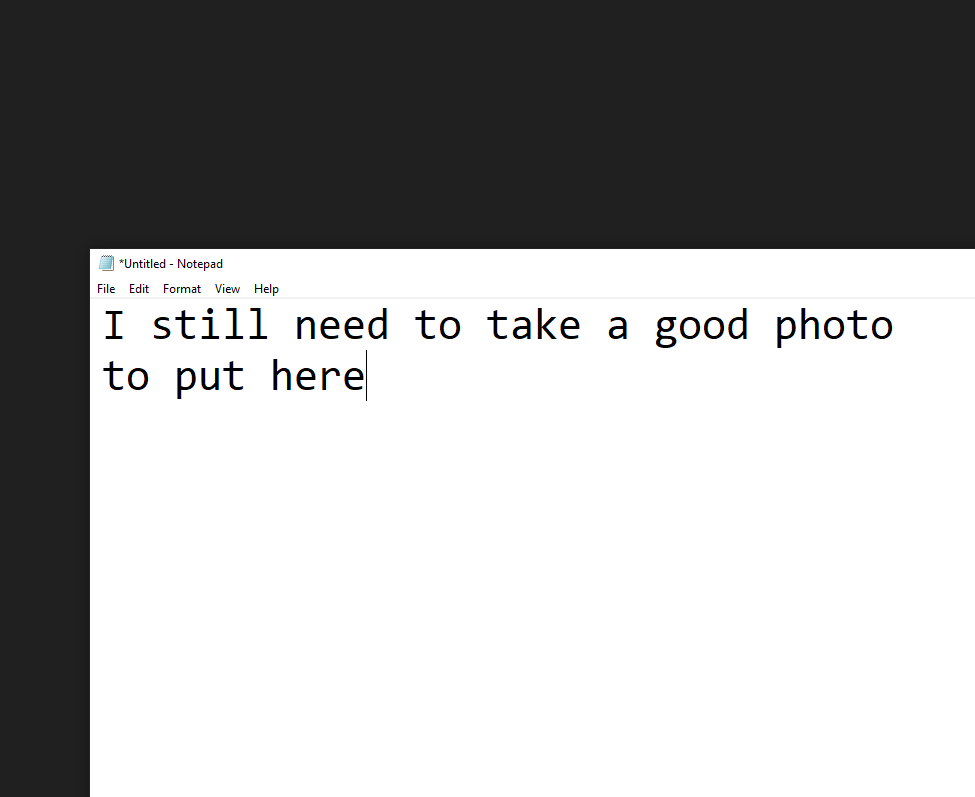 *Untitled - Notepad
File Edit Format View Help
I still need to take a good photo
to put here